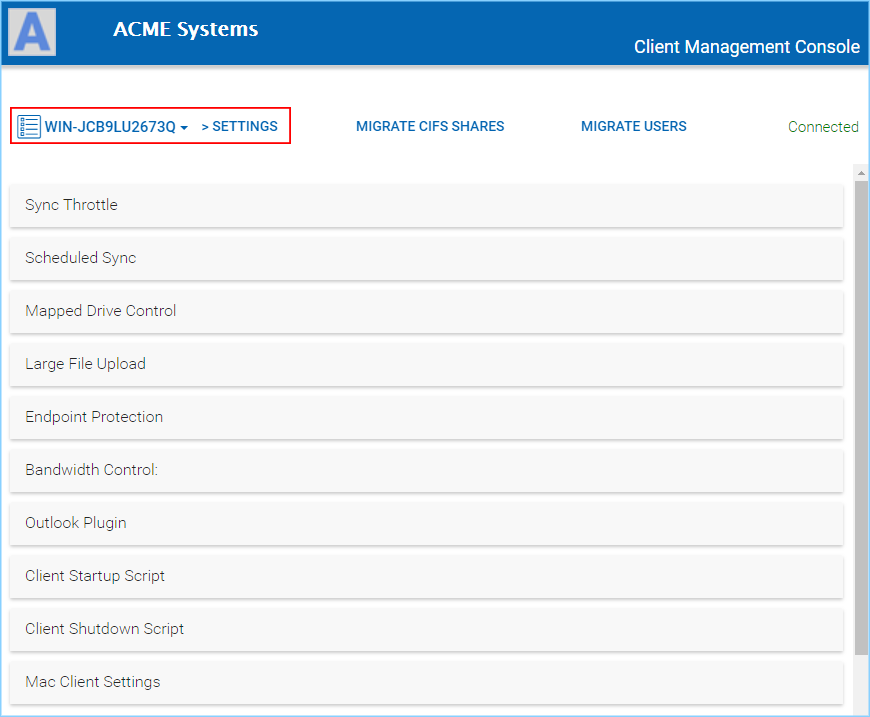 A
ACME Systems
Client Management Console
WIN-JCB9LU2673Q > SETTINGS MIGRATE CIFS SHARES MIGRATE USERS Connected
Sync Throttle
Scheduled Sync
Mapped Drive Control
Large File Upload
Endpoint Protection
Bandwidth Control:
Outlook Plugin
Client Startup Script
Client Shutdown Script
Mac Client Settings